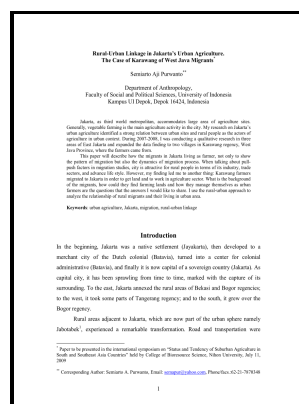 Rural-Urban Linkage in Jakarta's Urban Agriculture.
The Case of Karawang of West Java Migrants*
Semiarto Aji Purwanto**
Department of Anthropology,
Faculty of Social and Political Sciences, University of Indonesia
Kampus UI Depok, Depok 16424, Indonesia
Jakarta, as third world metropolitan, accommodates large area of agriculture sites.
Generally, vegetable farming is the main agriculture activity in the city. My research on Jakarta's
urban agriculture identified a strong relation between urban sites and rural people as the actors of
agriculture in urban context. During 2007-2008, I was conducting a qualitative research in three
areas of East Jakarta and expanded the data finding to two villages in Karawang regency, West
Java Province, where the farmers came from.
This paper will describe how the migrants in Jakarta living as farmer, not only to show
the pattern of migration but also the dynamics of migration process. When talking about pull-
push factors in migration studies, city is attractive for rural people in terms of its industry, trade
sectors, and advance life style. However, my finding led me to another thing: Karawang farmers
migrated to Jakarta in order to get land and to work in agriculture sector. What is the background
of the migrants, how could they find farming lands and how they manage themselves as urban
farmers are the questions that the answers I would like to share. I use the rural-urban approach to
analyze the relationship of rural migrants and their living in urban area.
Keywords: urban agriculture, Jakarta, migration, rural-urban linkage
Introduction
In the beginning, Jakarta was a native settlement (Jayakarta), then developed to a
merchant city of the Dutch colonial (Batavia), turned into a center for colonial
administrative (Batavia), and finally it is now capital of a sovereign country (Jakarta). As
capital city, it has been sprawling from time to time, marked with the capture of its
surrounding. To the east, Jakarta annexed the rural areas of Bekasi and Bogor regencies;
to the west, it took some parts of Tangerang regency; and to the south, it grew over the
Bogor regency.
Rural areas adjacent to Jakarta, which are now part of the urban sphere namely
Jabotabek1, experienced a remarkable transformation. Road and transportation were
* Paper to be presented in the international symposium on "Status and Tendency of Suburban Agriculture in
South and Southeast Asia Countries" held by College of Bioresource Science, Nihon University, July 11,
2009
** Corresponding Author: Semiarto A. Purwanto, Email: semarpur@yahoo.com, Phone/facs: 62-21-7870340
1